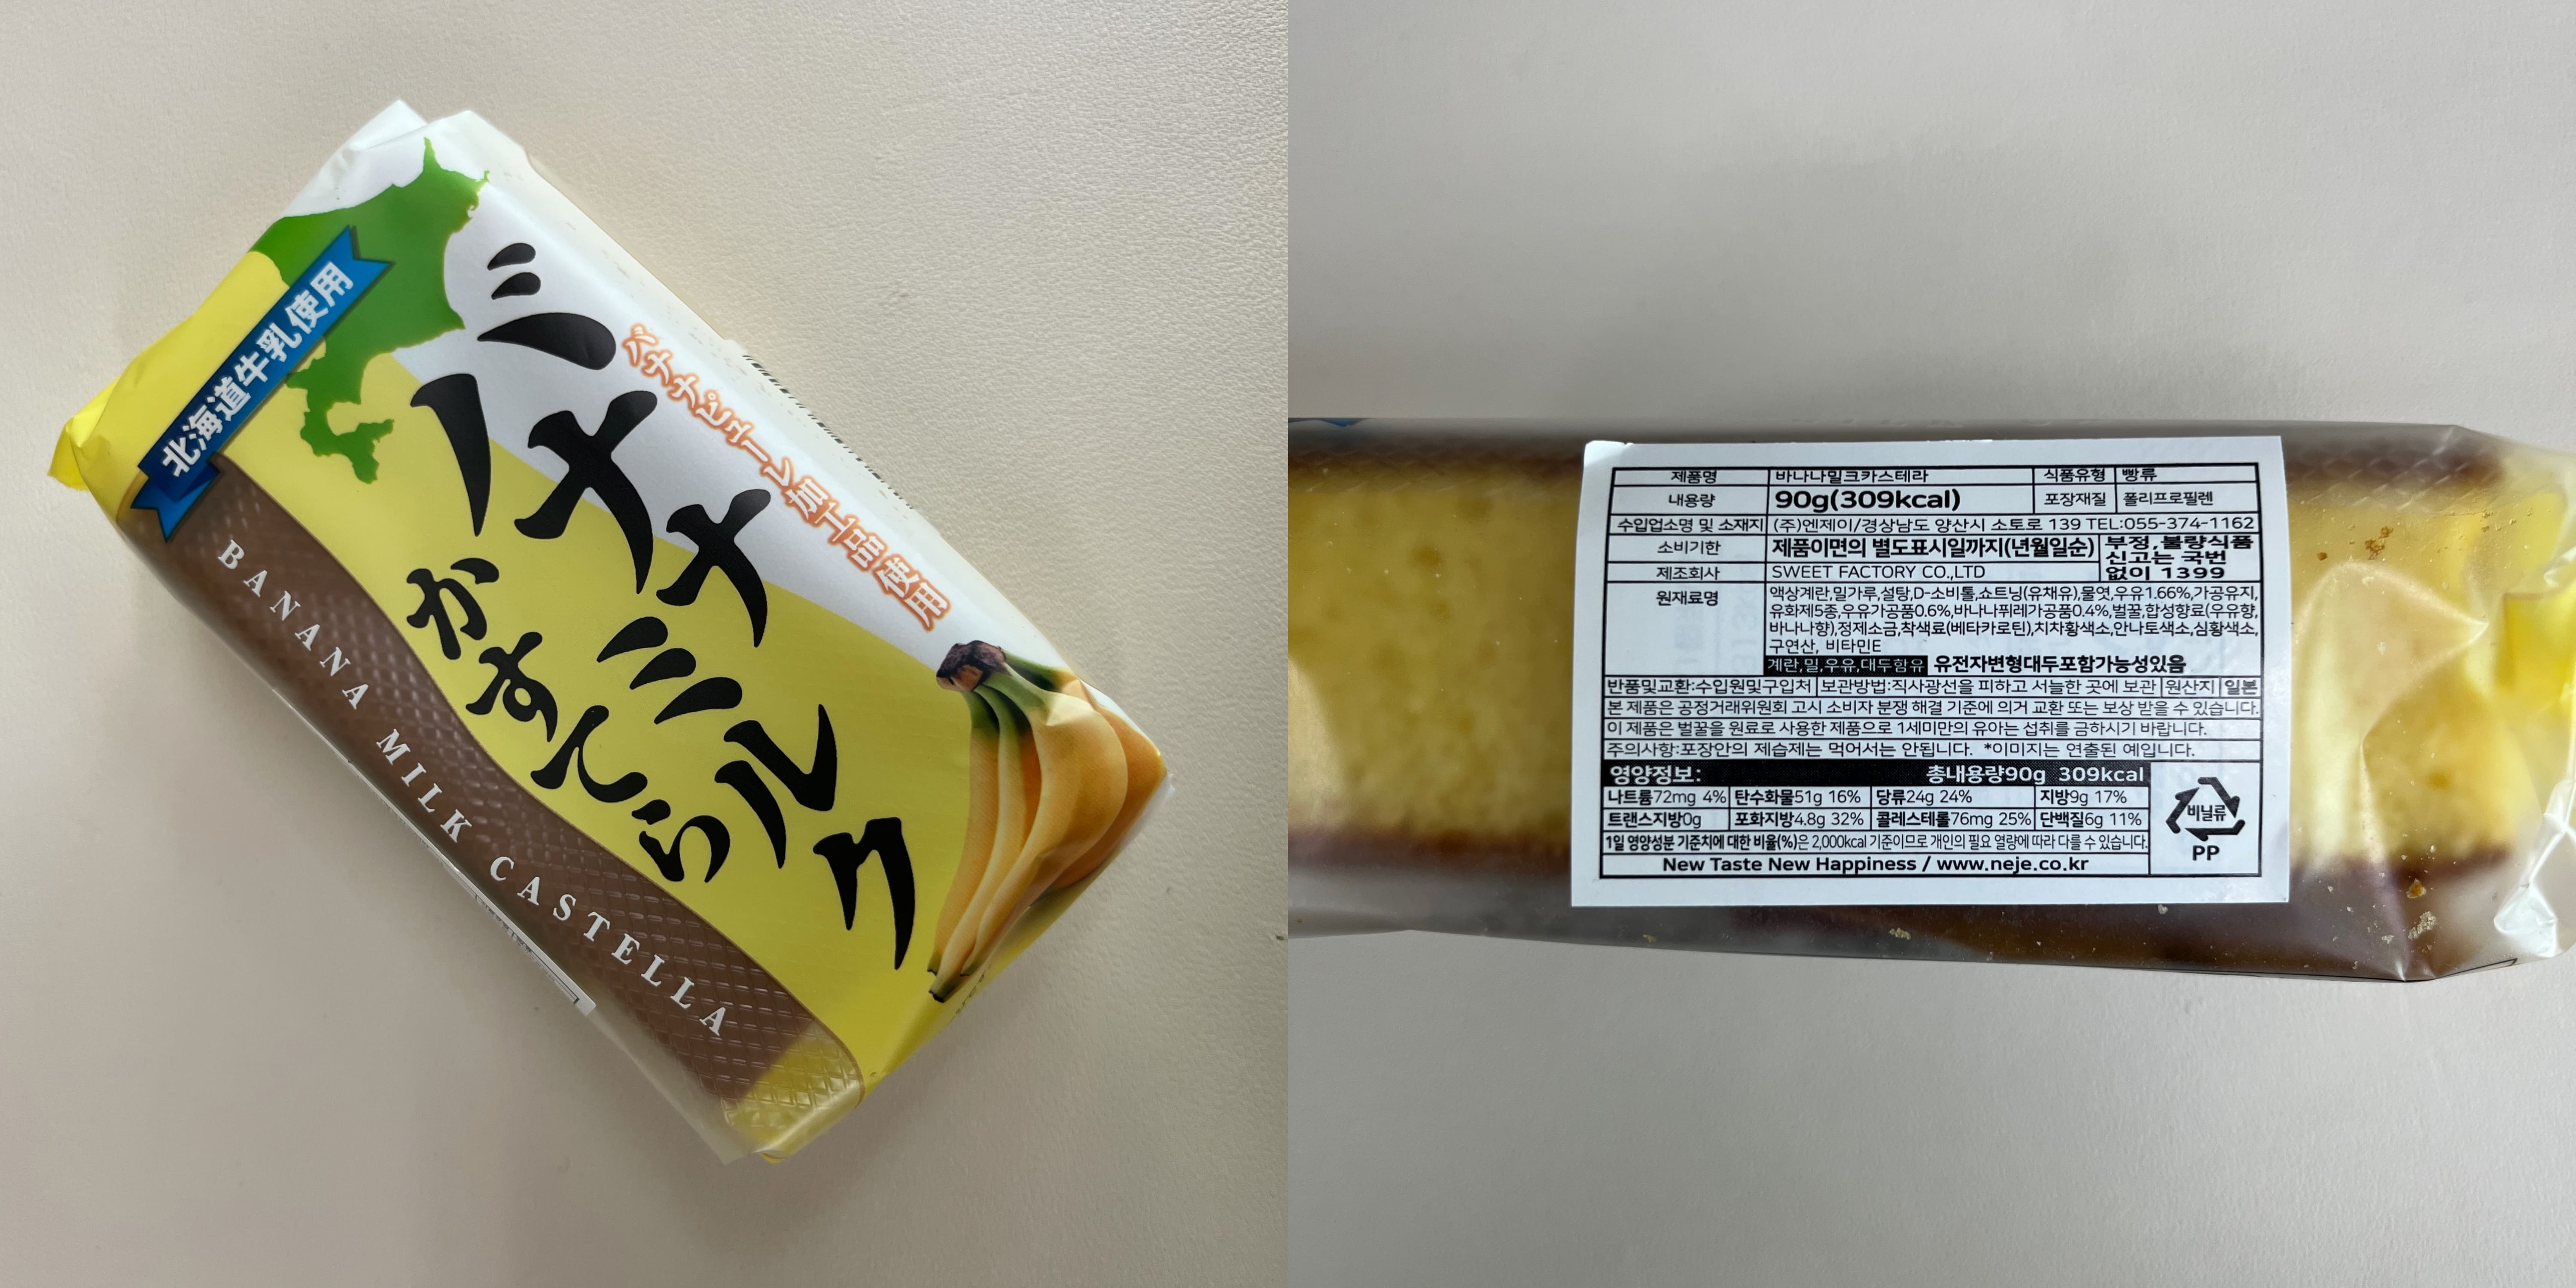 北海道牛乳使用
バナナミルク
かすてら
バナナピューレ加工品使用
BANANA MILK CASTELLA
제품명 바나나밀크카스테라 식품유형 빵류
내용량 90g(309kcal) 포장재질 폴리프로필렌
수입업소명 및 소재지 (주)엔제이/경상남도 양산시 소토로 139 TEL:055-374-1162
소비기한 제품이면의 별도표시일까지(년월일순)
제조회사 SWEET FACTORY CO.,LTD
부정,불량식품
신고는 국번
없이 1399
원재료명 액상계란,밀가루,설탕,D-소비톨,쇼트닝(유채유),물엿,우유1.66%,가공유지,
유화제5종,우유가공품0.6%,바나나퓌레가공품0.4%,벌꿀,합성향료(우유향,
바나나향),정제소금,착색료(베타카로틴),치자황색소,안나토색소,심황색소,
구연산, 비타민E
계란,밀,우유,대두함유 유전자변형대두포함가능성있음
반품및교환:수입원및구입처 보관방법:직사광선을 피하고 서늘한 곳에 보관 원산지 일본
본 제품은 공정거래위원회 고시 소비자 분쟁 해결 기준에 의거 교환 또는 보상 받을 수 있습니다.
이 제품은 벌꿀을 원료로 사용한 제품으로 1세미만의 유아는 섭취를 금하시기 바랍니다.
주의사항:포장안의 제습제는 먹어서는 안됩니다. *이미지는 연출된 예입니다.
영양정보: 총내용량90g 309kcal
나트륨72mg 4% 탄수화물51g 16% 당류24g 24% 지방9g 17%
트랜스지방0g 포화지방4.8g 32% 콜레스테롤76mg 25% 단백질6g 11%
1일 영양성분 기준치에 대한 비율(%)은 2,000kcal 기준이므로 개인의 필요 열량에 따라 다를 수 있습니다.
New Taste New Happiness / www.neje.co.kr
비닐류
PP